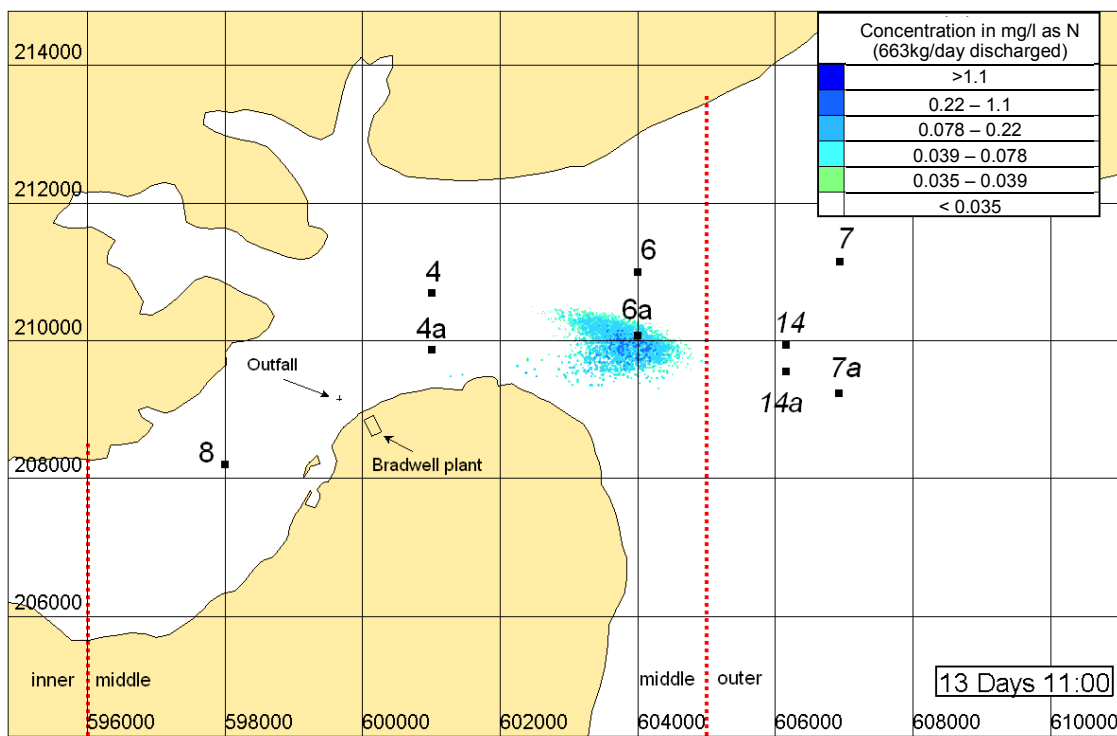 Concentration in mg/l as N
(663kg/day discharged)
>1.1
0.22 – 1.1
0.078 – 0.22
0.039 – 0.078
0.035 – 0.039
< 0.035
214000
212000
210000
208000
206000
4
4a
6
6a
7
14
14a
7a
8
Outfall
Bradwell plant
inner middle
middle outer
13 Days 11:00
596000 598000 600000 602000 604000 606000 608000 610000